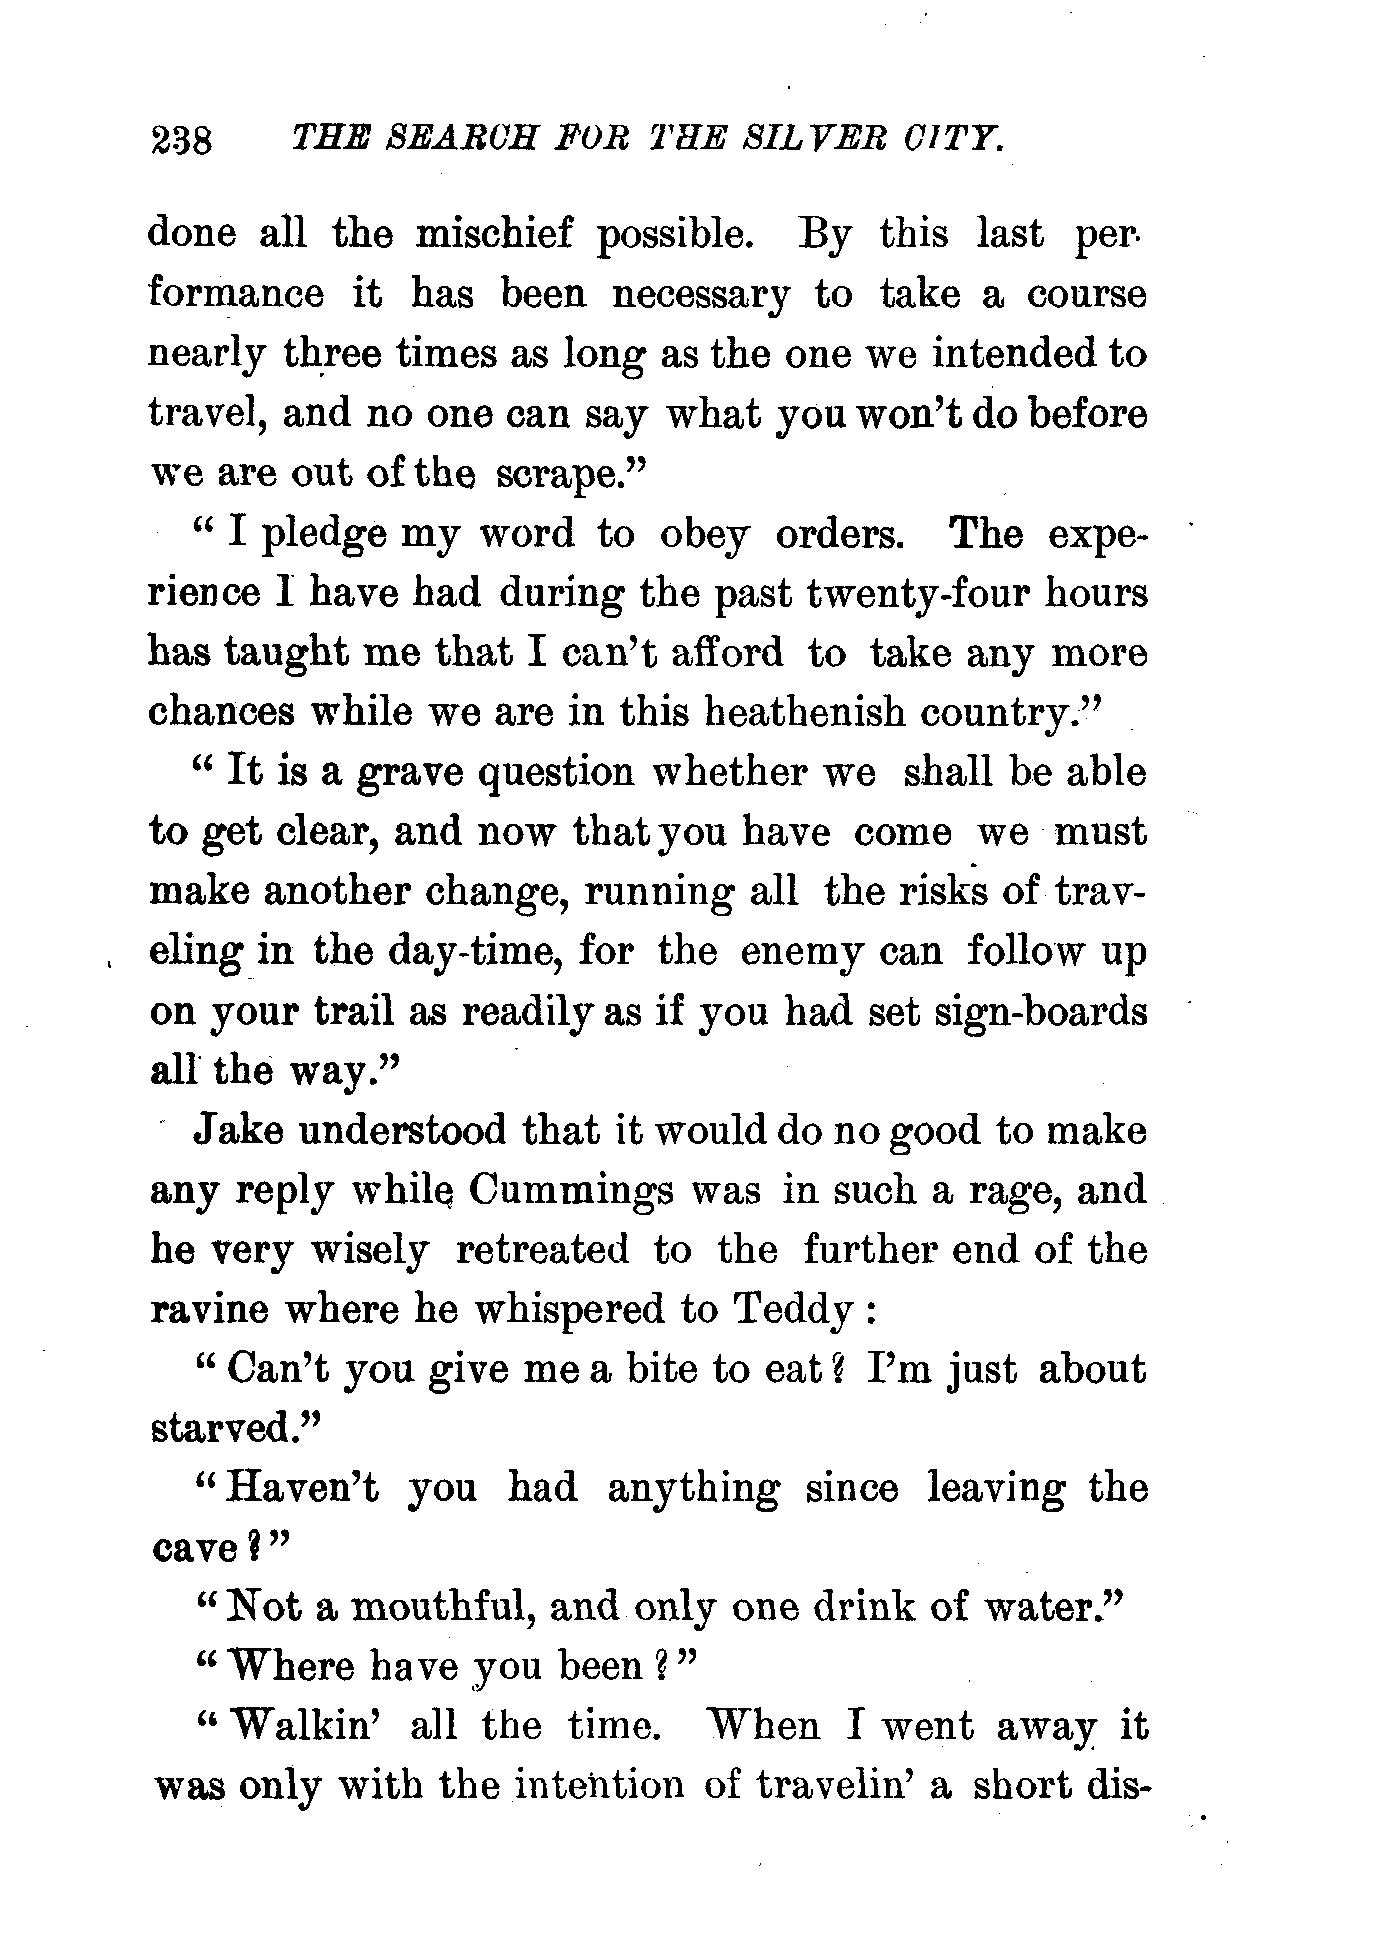 238 THE SEARCH FOR THE SILVER CITY.
done all the mischief possible. By this last per-
formance it has been necessary to take a course
nearly three times as long as the one we intended to
travel, and no one can say what you won't do before
we are out of the scrape."
" I pledge my word to obey orders. The expe-
rience I have had during the past twenty-four hours
has taught me that I can't afford to take any more
chances while we are in this heathenish country."
" It is a grave question whether we shall be able
to get clear, and now that you have come we must
make another change, running all the risks of trav-
eling in the day-time, for the enemy can follow up
on your trail as readily as if you had set sign-boards
all the way."
Jake understood that it would do no good to make
any reply while Cummings was in such a rage, and
he very wisely retreated to the further end of the
ravine where he whispered to Teddy :
" Can't you give me a bite to eat ? I'm just about
starved."
" Haven't you had anything since leaving the
cave ? "
" Not a mouthful, and only one drink of water."
" Where have you been ? "
" Walkin' all the time. When I went away it
was only with the intention of travelin' a short dis-